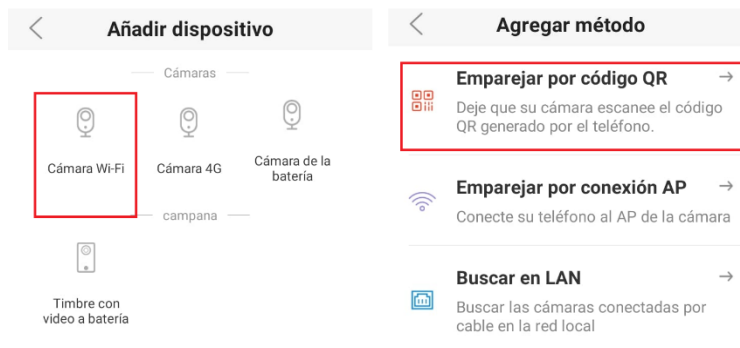 Añadir dispositivo
Cámaras
Cámara Wi-Fi
Cámara 4G
Cámara de la
batería
campana
Timbre con
video a batería
Agregar método
Emparejar por código QR
Deje que su cámara escanee el código
QR generado por el teléfono.
Emparejar por conexión AP
Conecte su teléfono al AP de la cámara
Buscar en LAN
Buscar las cámaras conectadas por
cable en la red local